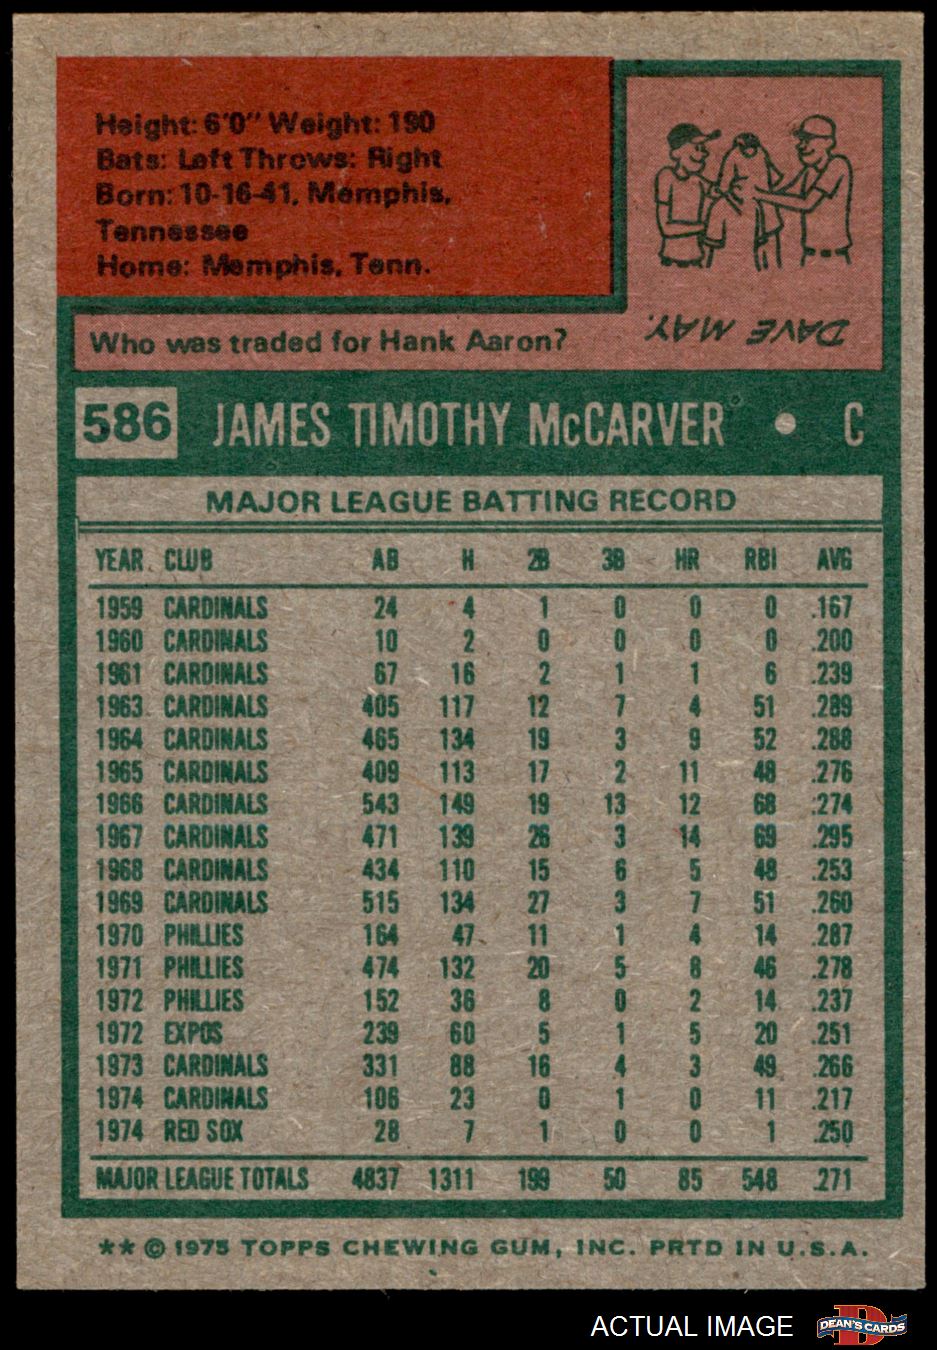 Height: 6'0" Weight: 190
Bats: Left Throws: Right
Born: 10-16-41, Memphis,
Tennessee
Home: Memphis, Tenn.
Who was traded for Hank Aaron?
DAVE MAY.
586 JAMES TIMOTHY McCARVER • C
MAJOR LEAGUE BATTING RECORD
YEAR CLUB AB H 2B 3B HR RBI AVG
1959 CARDINALS 24 4 1 0 0 0 .167
1960 CARDINALS 10 2 0 0 0 0 .200
1961 CARDINALS 67 16 2 1 1 6 .239
1963 CARDINALS 405 117 12 7 4 51 .289
1964 CARDINALS 465 134 19 3 9 52 .288
1965 CARDINALS 409 113 17 2 11 48 .276
1966 CARDINALS 543 149 19 13 12 68 .274
1967 CARDINALS 471 139 26 3 14 69 .295
1968 CARDINALS 434 110 15 6 5 48 .253
1969 CARDINALS 515 134 27 3 7 51 .260
1970 PHILLIES 164 47 11 1 4 14 .287
1971 PHILLIES 474 132 20 5 8 46 .278
1972 PHILLIES 152 36 8 0 2 14 .237
1972 EXPOS 239 60 5 1 5 20 .251
1973 CARDINALS 331 88 16 4 3 49 .266
1974 CARDINALS 106 23 0 1 0 11 .217
1974 RED SOX 28 7 1 0 0 1 .250
MAJOR LEAGUE TOTALS 4837 1311 199 50 85 548 .271
** © 1975 TOPPS CHEWING GUM, INC. PRTD IN U.S.A.
ACTUAL IMAGE
D
DEAN'S CARDS